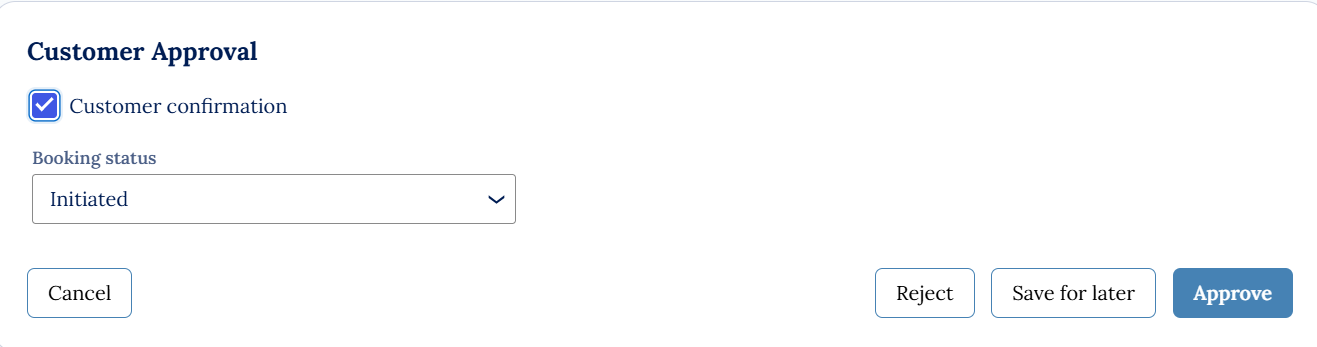 Customer Approval
Customer confirmation
Booking status
Initiated
Cancel
Reject
Save for later
Approve